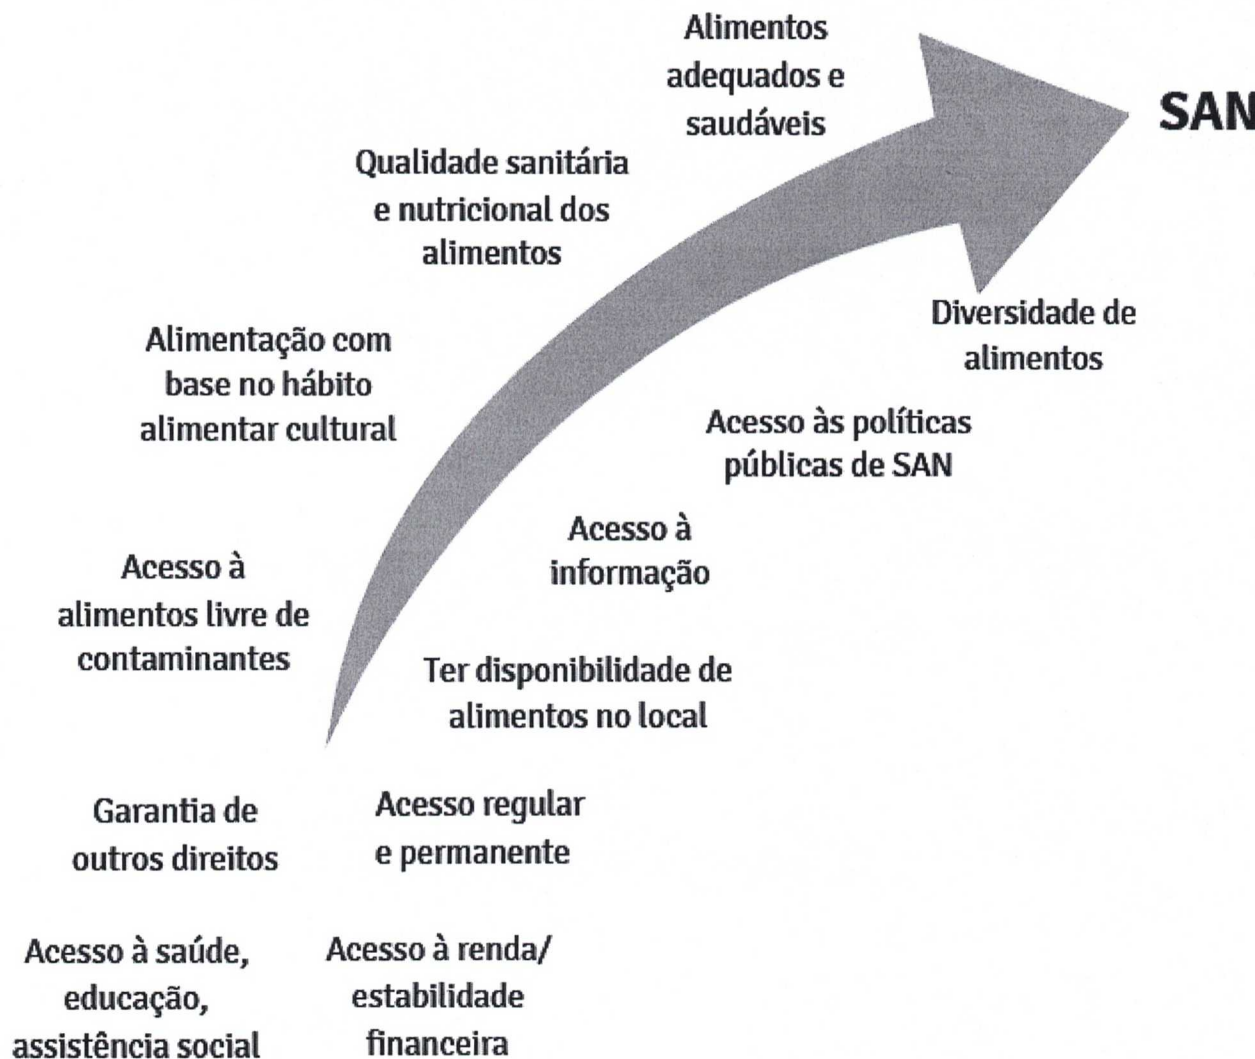 Alimentos
adequados e
saudáveis
SAN
Qualidade sanitária
e nutricional dos
alimentos
Diversidade de
alimentos
Alimentação com
base no hábito
alimentar cultural
Acesso às políticas
públicas de SAN
Acesso à
informação
Acesso à
alimentos livre de
contaminantes
Ter disponibilidade de
alimentos no local
Garantia de
outros direitos
Acesso regular
e permanente
Acesso à saúde,
educação,
assistência social
Acesso à renda/
estabilidade
financeira